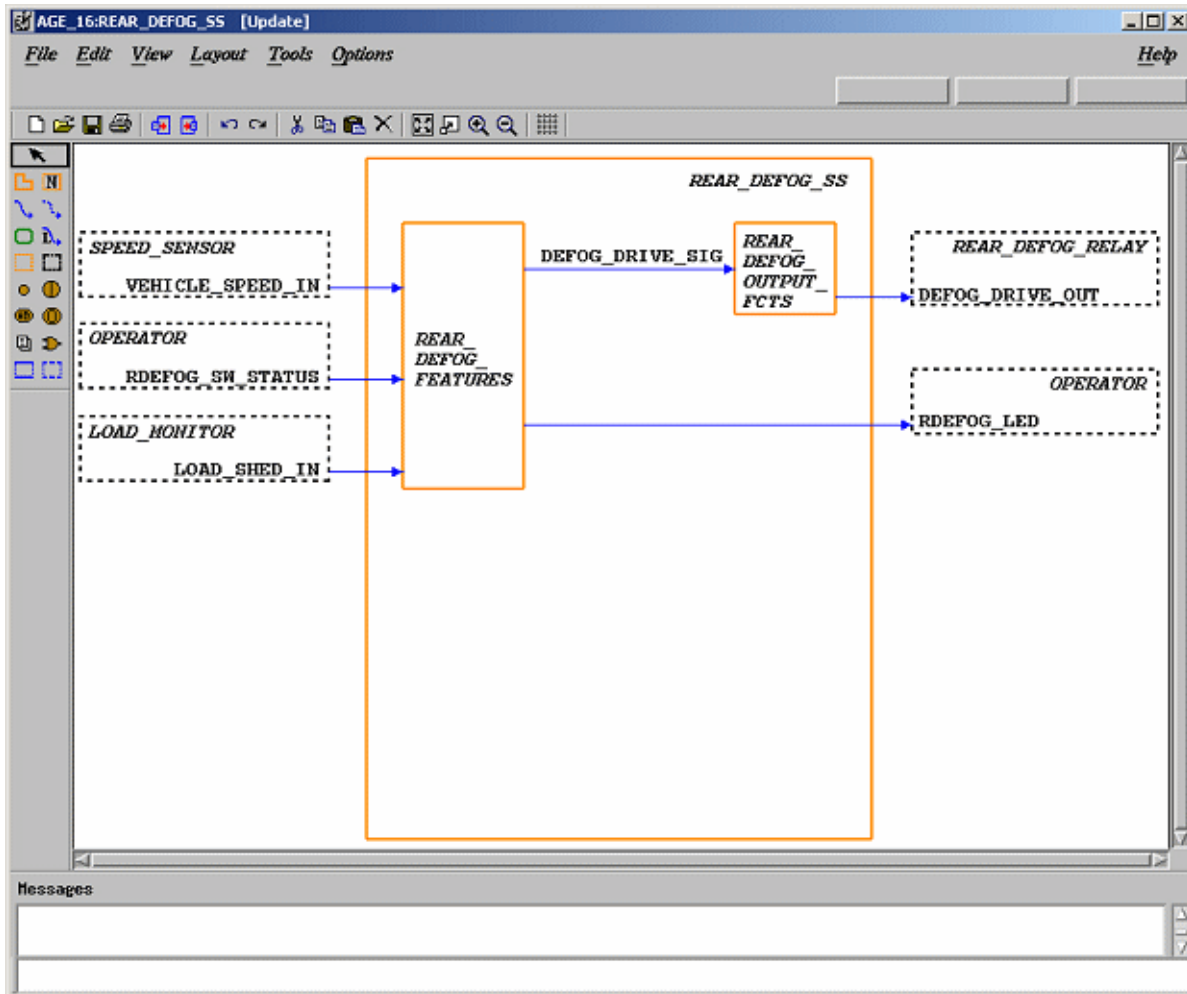 AGE_16:REAR_DEFOG_SS [Update]
File Edit View Layout Tools Options Help
N
REAR_DEFOG_SS
SPEED_SENSOR
VEHICLE_SPEED_IN
OPERATOR
RDEFOG_SW_STATUS
LOAD_MONITOR
LOAD_SHED_IN
REAR_
DEFOG_
FEATURES
DEFOG_DRIVE_SIG
REAR_
DEFOG_
OUTPUT_
FCTS
REAR_DEFOG_RELAY
DEFOG_DRIVE_OUT
OPERATOR
RDEFOG_LED
Messages